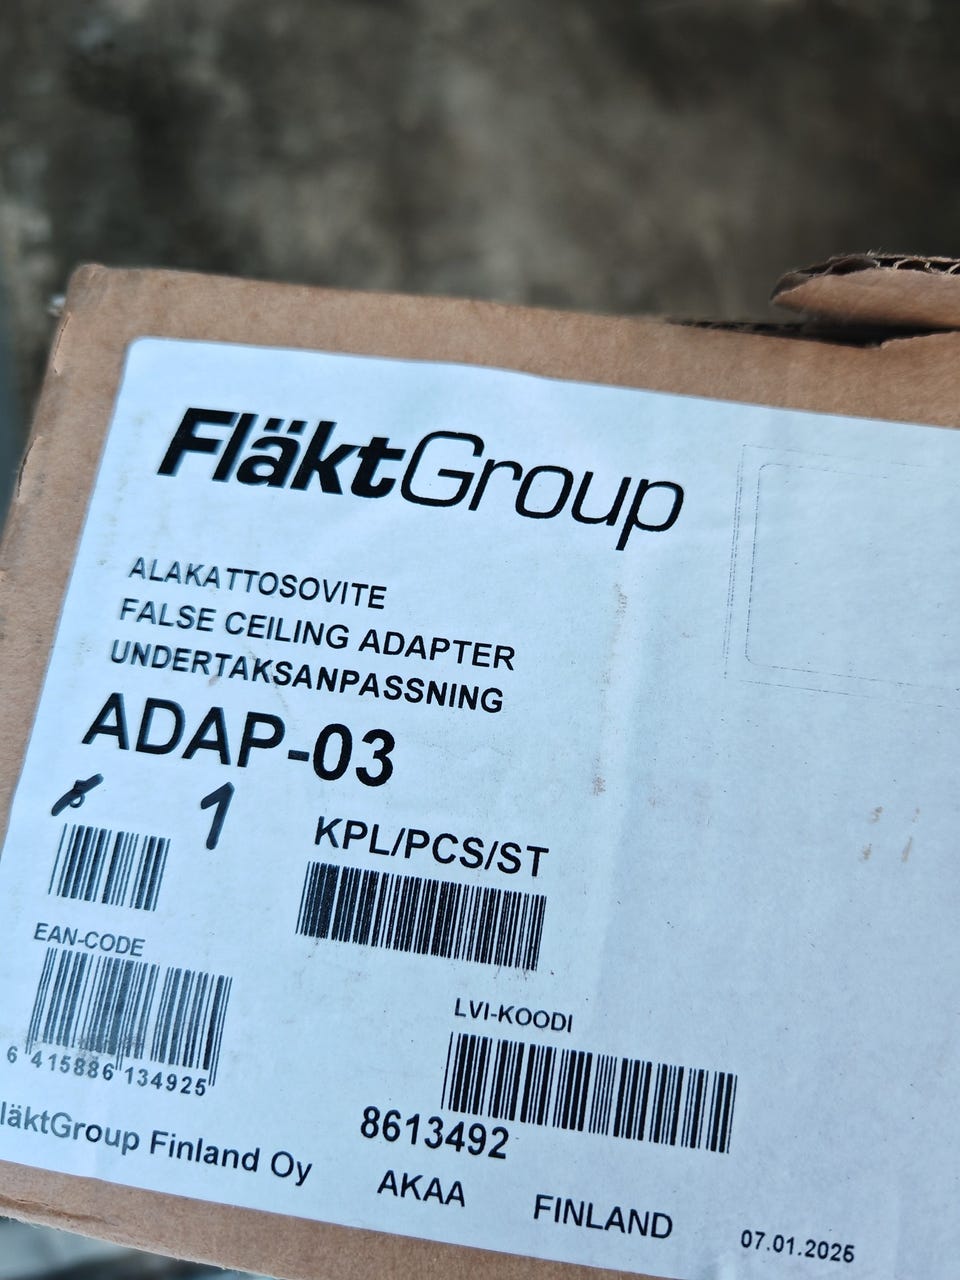 FläktGroup
ALAKATTOSOVITE
FALSE CEILING ADAPTER
UNDERTAKSANPASSNING
ADAP-03
1
KPL/PCS/ST
EAN-CODE
6 415886 134925
LVI-KOODI
8613492
läktGroup Finland Oy AKAA FINLAND 07.01.2025